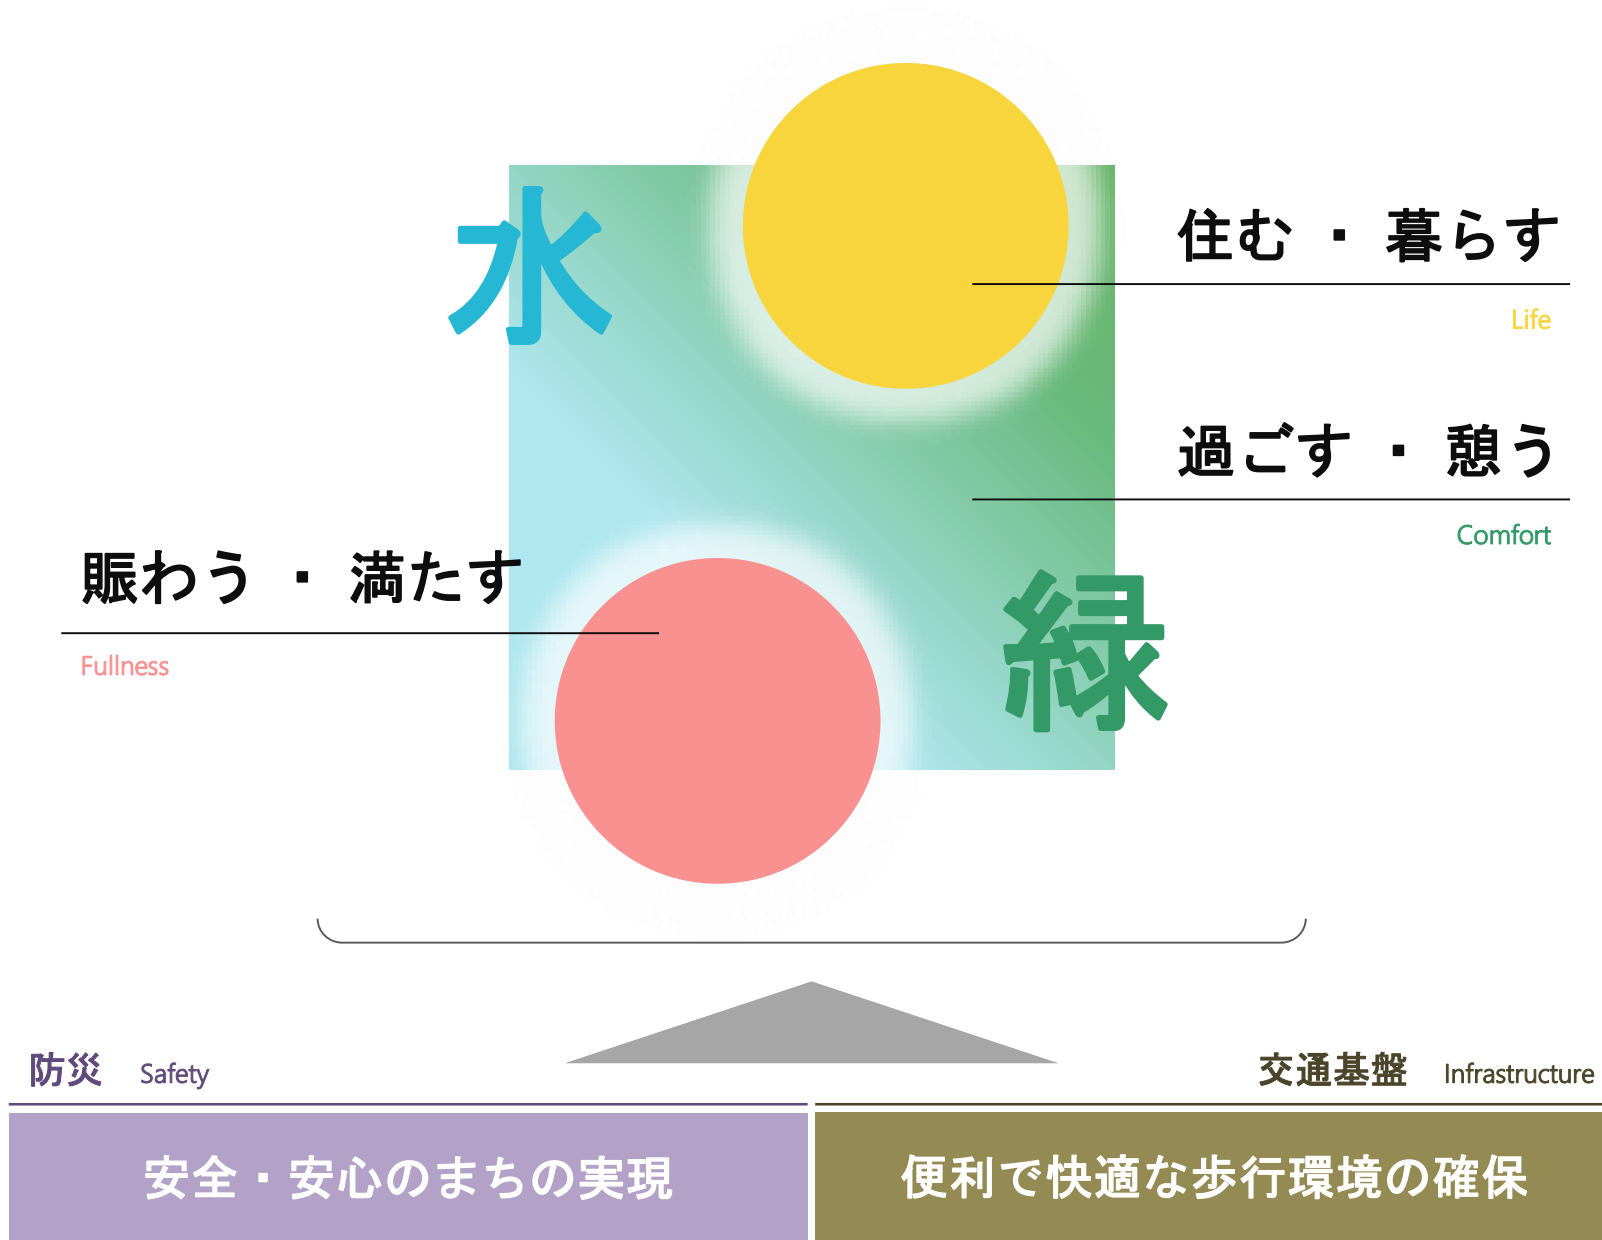 水
住む ・ 暮らす
Life
過ごす ・ 憩う
Comfort
賑わう ・ 満たす
Fullness
緑
防災 Safety
交通基盤 Infrastructure
安全・安心のまちの実現
便利で快適な歩行環境の確保